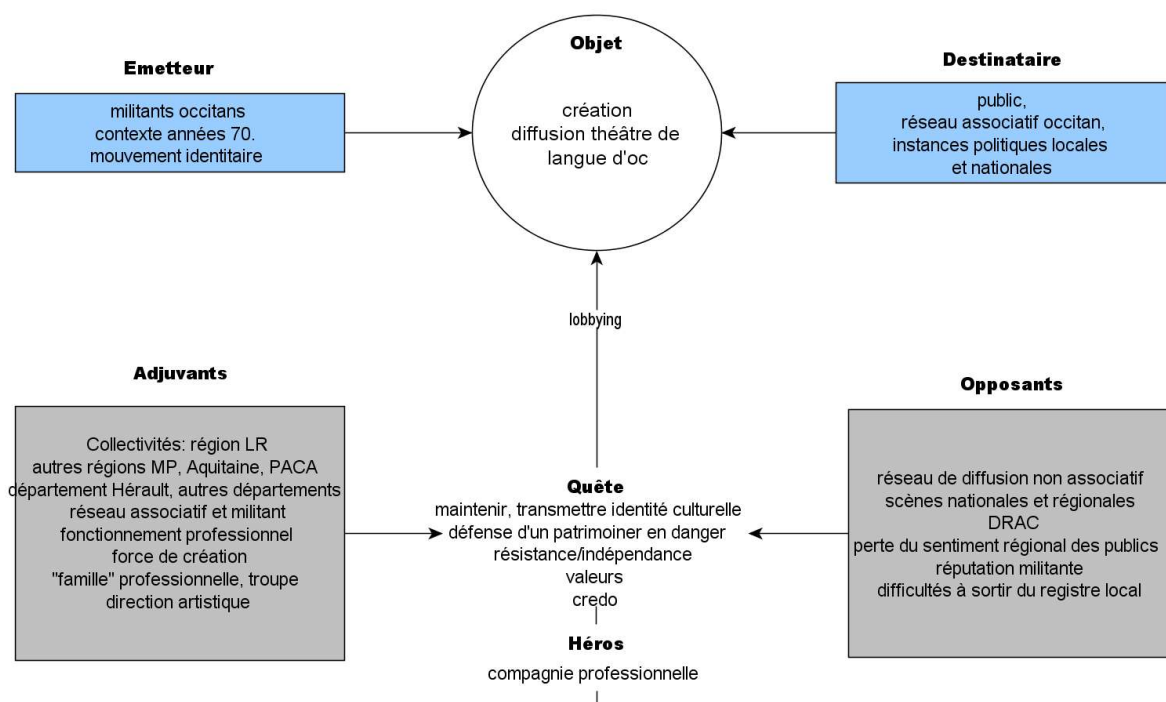 Objet
création
diffusion théâtre de
langue d'oc
Emetteur
militants occitans
contexte années 70.
mouvement identitaire
Destinataire
public,
réseau associatif occitan,
instances politiques locales
et nationales
lobbying
Adjuvants
Collectivités: région LR
autres régions MP, Aquitaine, PACA
département Hérault, autres départements
réseau associatif et militant
fonctionnement professionnel
force de création
"famille" professionnelle, troupe
direction artistique
Quête
maintenir, transmettre identité culturelle
défense d'un patrimoiner en danger
résistance/indépendance
valeurs
credo
Opposants
réseau de diffusion non associatif
scènes nationales et régionales
DRAC
perte du sentiment régional des publics
réputation militante
difficultés à sortir du registre local
Héros
compagnie professionnelle